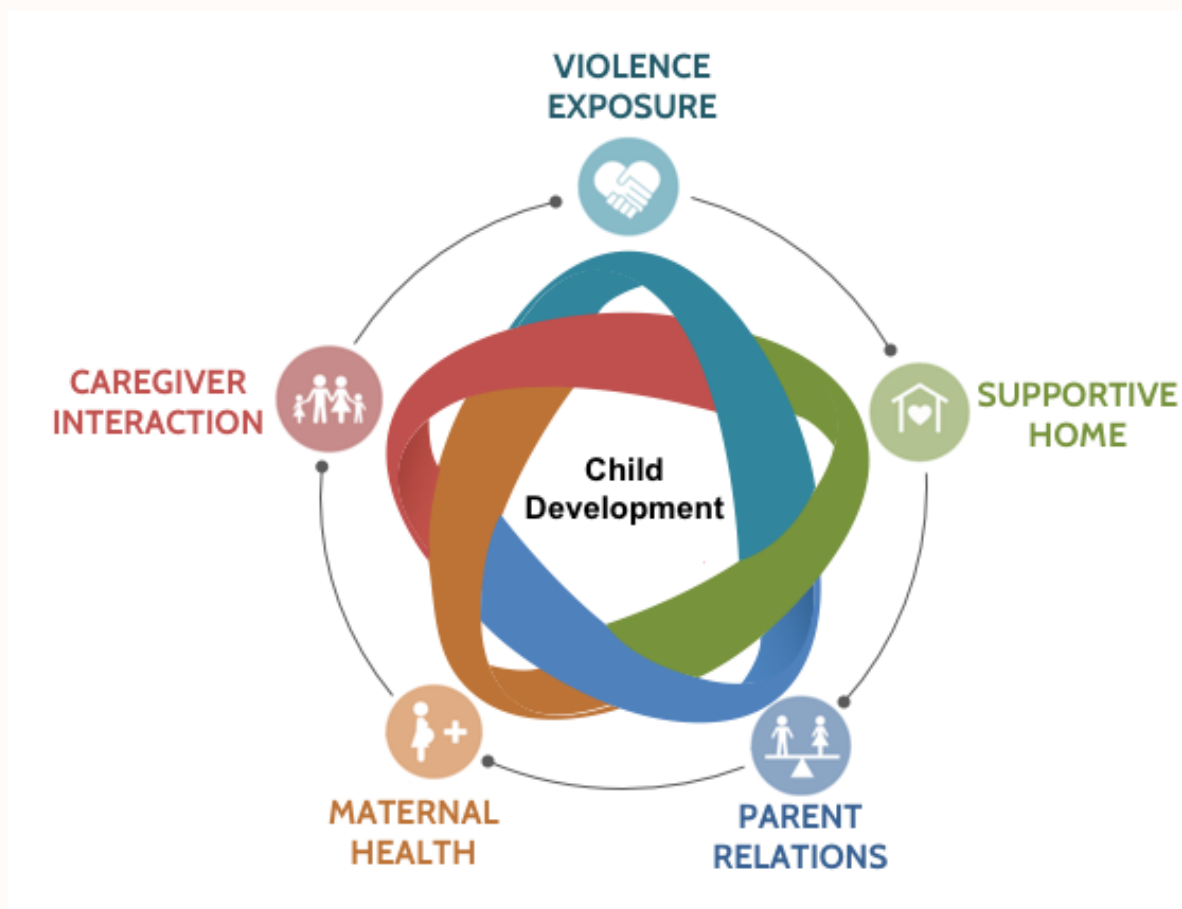 VIOLENCE
EXPOSURE
CAREGIVER
INTERACTION
SUPPORTIVE
HOME
Child
Development
MATERNAL
HEALTH
PARENT
RELATIONS